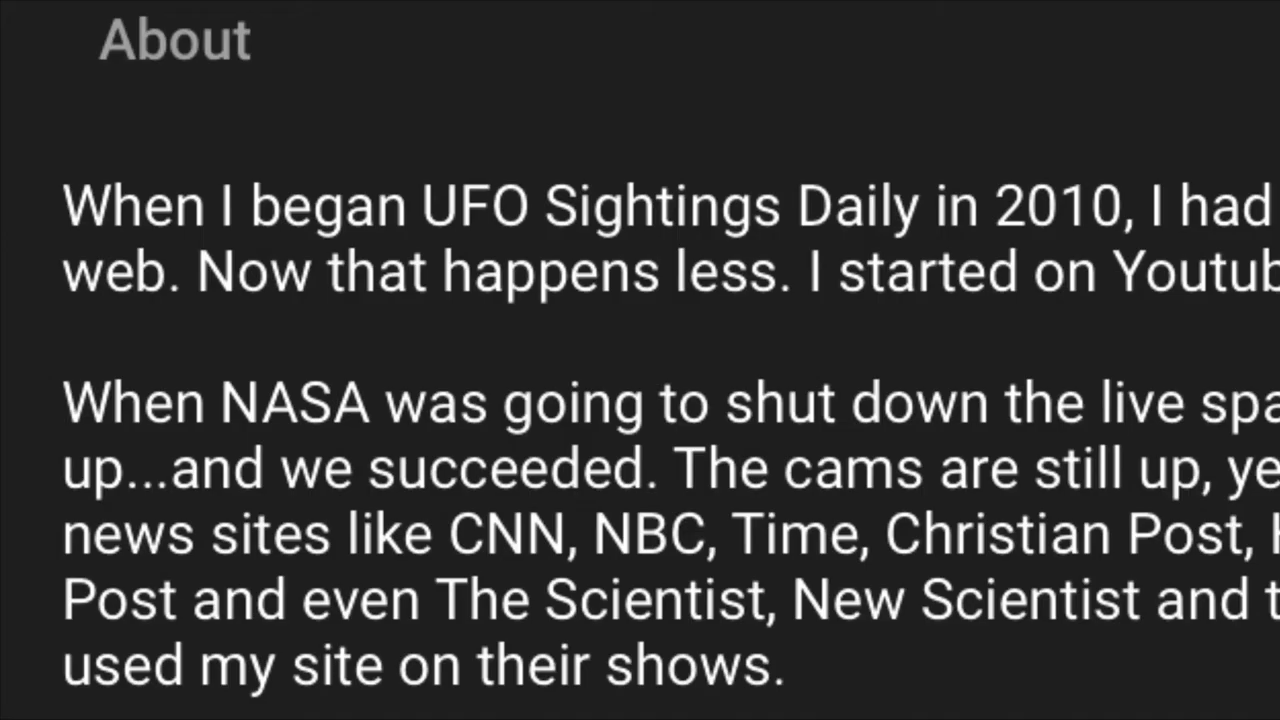 About
When I began UFO Sightings Daily in 2010, I had
web. Now that happens less. I started on Youtub
When NASA was going to shut down the live spa
up...and we succeeded. The cams are still up, ye
news sites like CNN, NBC, Time, Christian Post,
Post and even The Scientist, New Scientist and t
used my site on their shows.